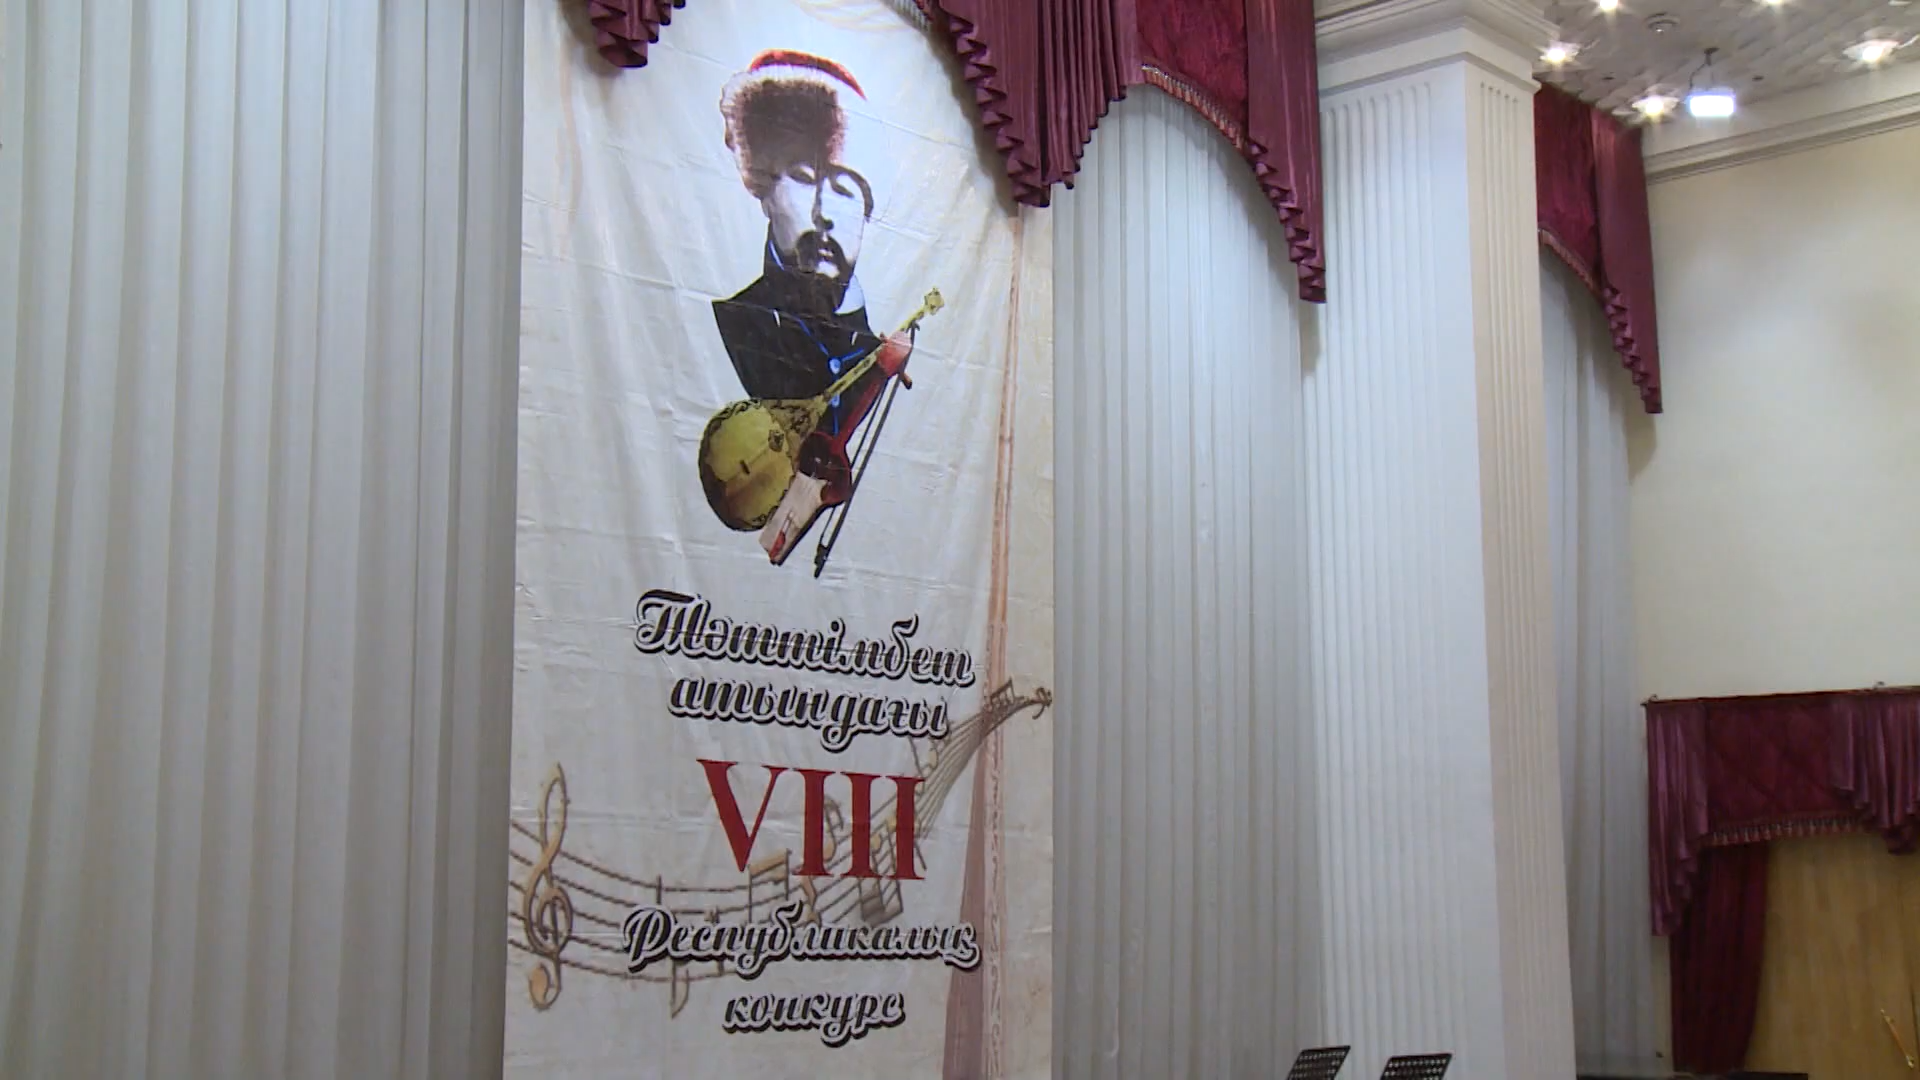 Тәттімбет
атындағы
VIII
Республикалық
конкурс